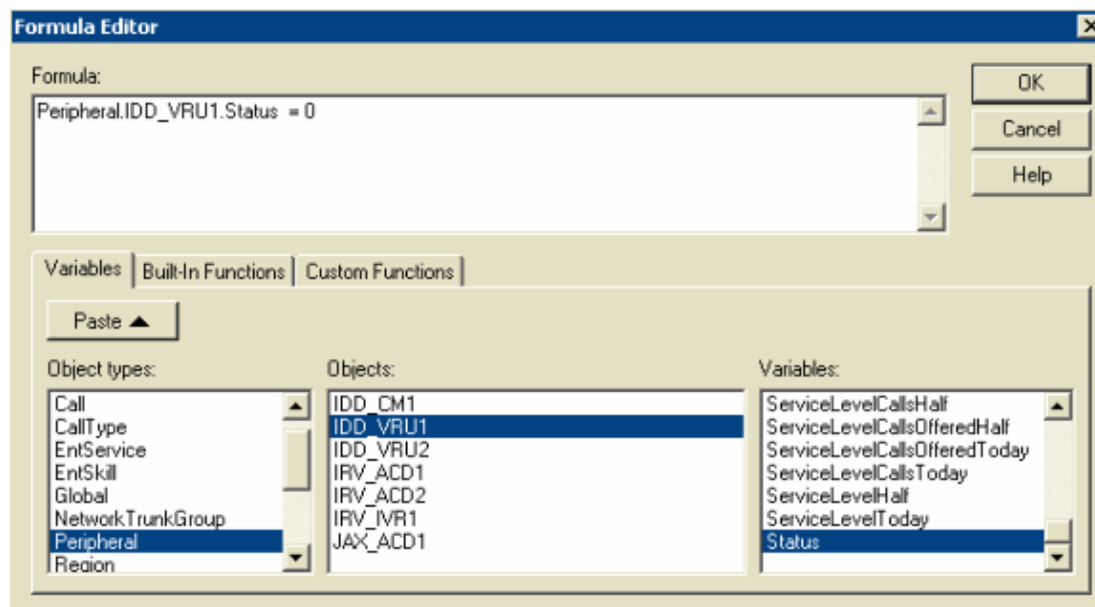 Formula Editor
Formula:
OK
Peripheral.IDD_VRU1.Status = 0
Cancel
Help
Variables
Built-In Functions
Custom Functions
Paste
Object types:
Objects:
Variables:
Call
CallType
EntService
EntSkill
Global
NetworkTrunkGroup
Peripheral
Region
IDD_CM1
IDD_VRU1
IDD_VRU2
IRV_ACD1
IRV_ACD2
IRV_IVR1
JAX_ACD1
ServiceLevelCallsHalf
ServiceLevelCallsOfferedHalf
ServiceLevelCallsOfferedToday
ServiceLevelCallsToday
ServiceLevelHalf
ServiceLevelToday
Status